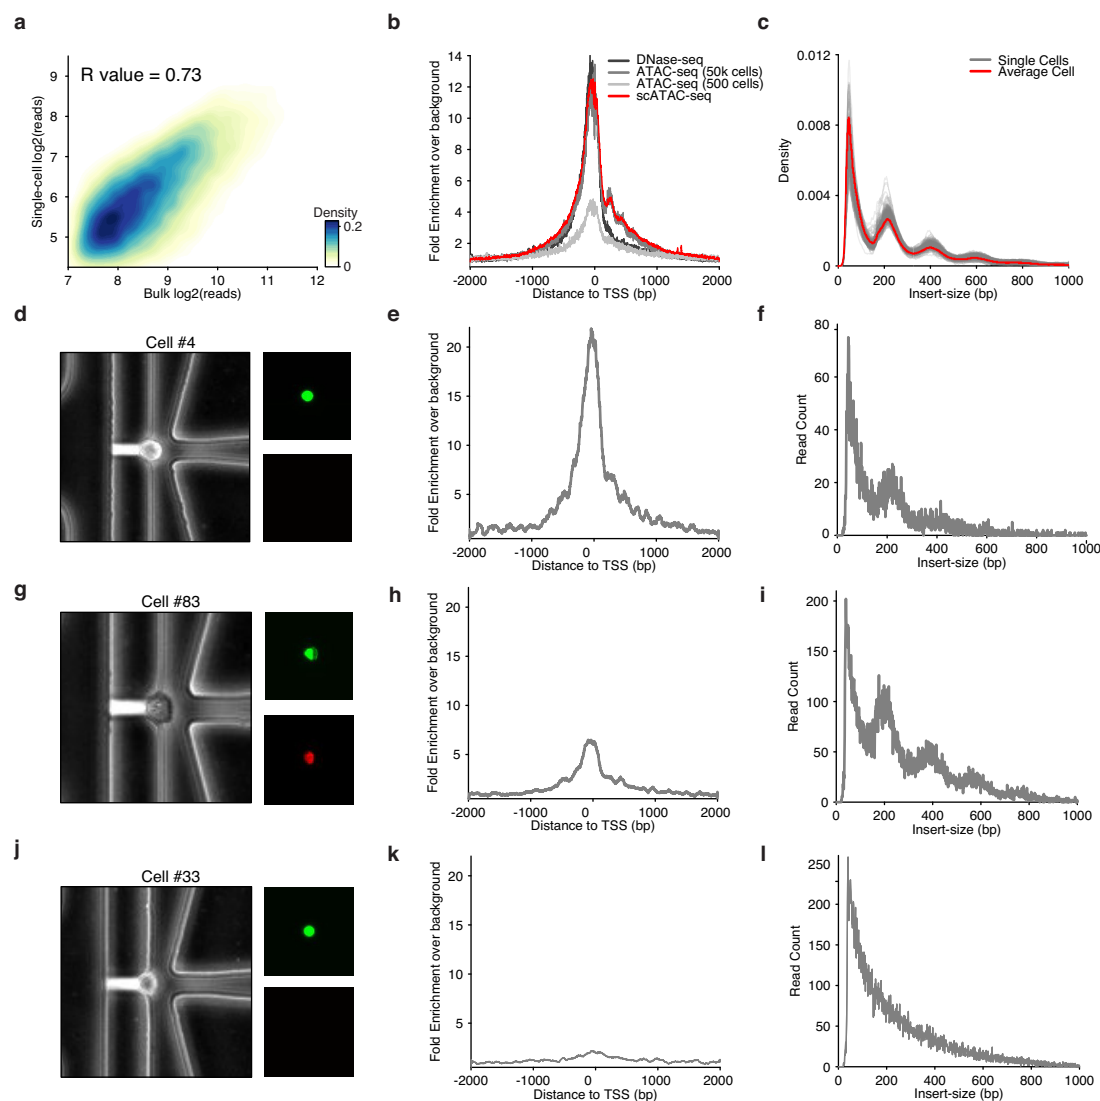 a
R value = 0.73
Single-cell log2(reads)
9
8
7
6
5
7 8 9 10 11 12
Bulk log2(reads)
Density
0.2
0
b
Fold Enrichment over background
14
12
10
8
6
4
2
DNase-seq
ATAC-seq (50k cells)
ATAC-seq (500 cells)
scATAC-seq
-2000 -1000 0 1000 2000
Distance to TSS (bp)
c
Density
0.012
0.008
0.004
0
Single Cells
Average Cell
0 200 400 600 800 1000
Insert-size (bp)
d
Cell #4
e
Fold Enrichment over background
20
15
10
5
-2000 -1000 0 1000 2000
Distance to TSS (bp)
f
Read Count
80
60
40
20
0
0 200 400 600 800 1000
Insert-size (bp)
g
Cell #83
h
Fold Enrichment over background
20
15
10
5
-2000 -1000 0 1000 2000
Distance to TSS (bp)
i
Read Count
200
150
100
50
0
0 200 400 600 800 1000
Insert-size (bp)
j
Cell #33
k
Fold Enrichment over background
20
15
10
5
-2000 -1000 0 1000 2000
Distance to TSS (bp)
l
Read Count
250
200
150
100
50
0
0 200 400 600 800 1000
Insert-size (bp)